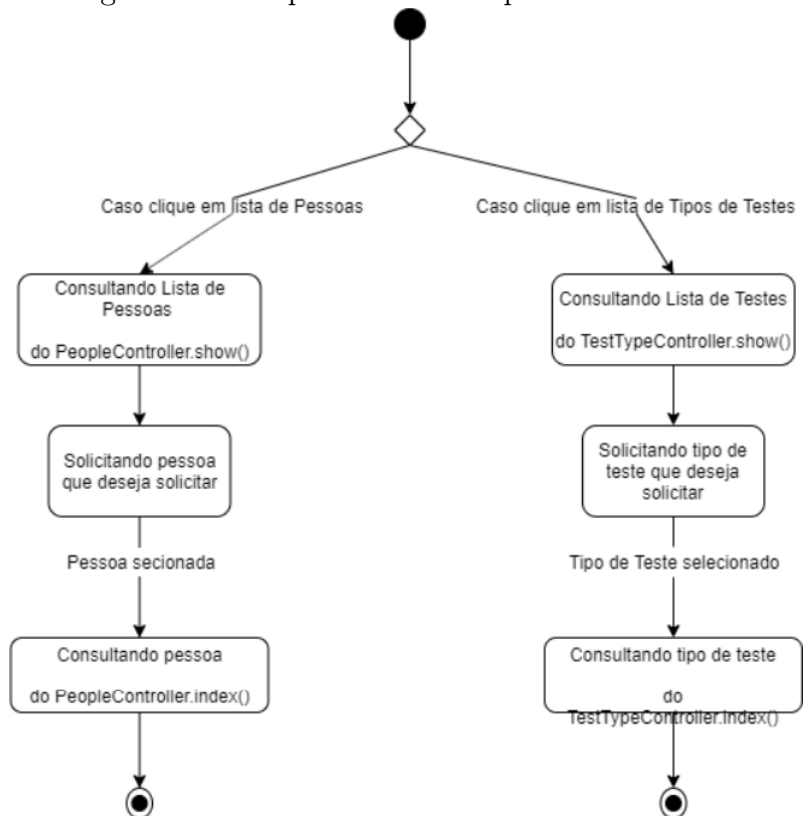 Caso clique em lista de Pessoas
Caso clique em lista de Tipos de Testes
Consultando Lista de
Pessoas
do PeopleController.show()
Consultando Lista de Testes
do TestTypeController.show()
Solicitando pessoa
que deseja solicitar
Solicitando tipo de
teste que deseja
solicitar
Pessoa secionada
Tipo de Teste selecionado
Consultando pessoa
do PeopleController.index()
Consultando tipo de teste
do
TestTypeController.index()